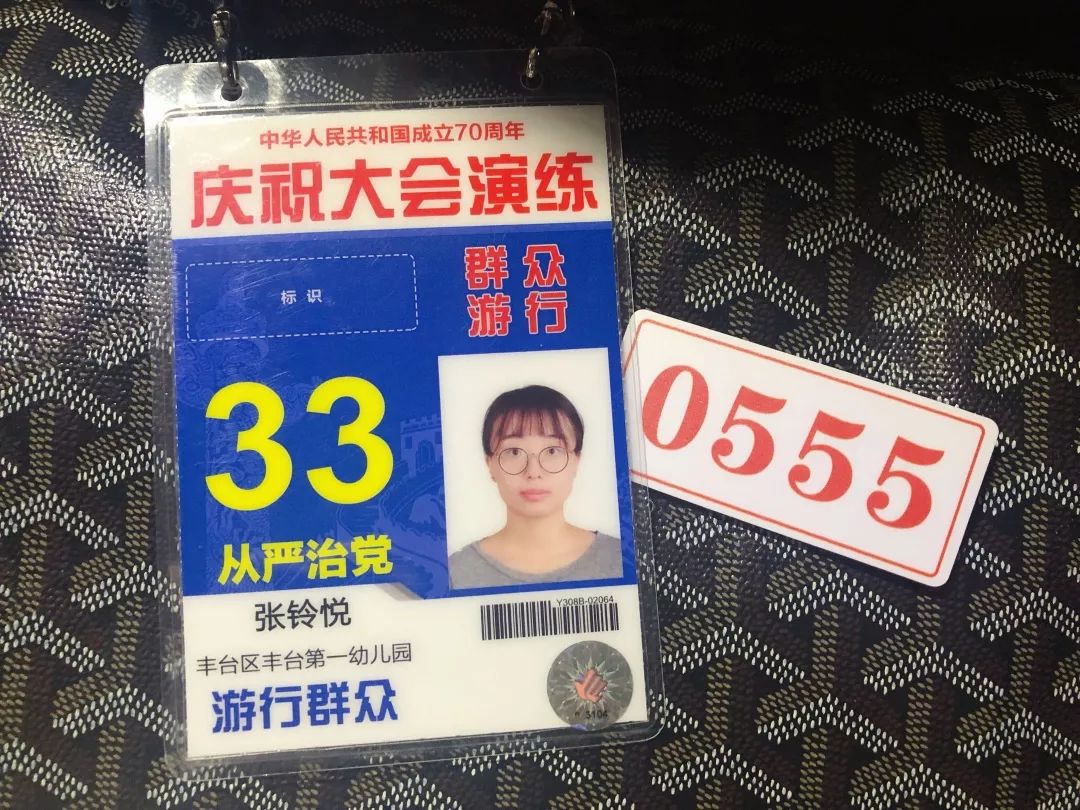 中华人民共和国成立70周年
庆祝大会演练
标识
群众
游行
33
从严治党
张铃悦
Y308B-02064
丰台区丰台第一幼儿园
游行群众
5104
0555